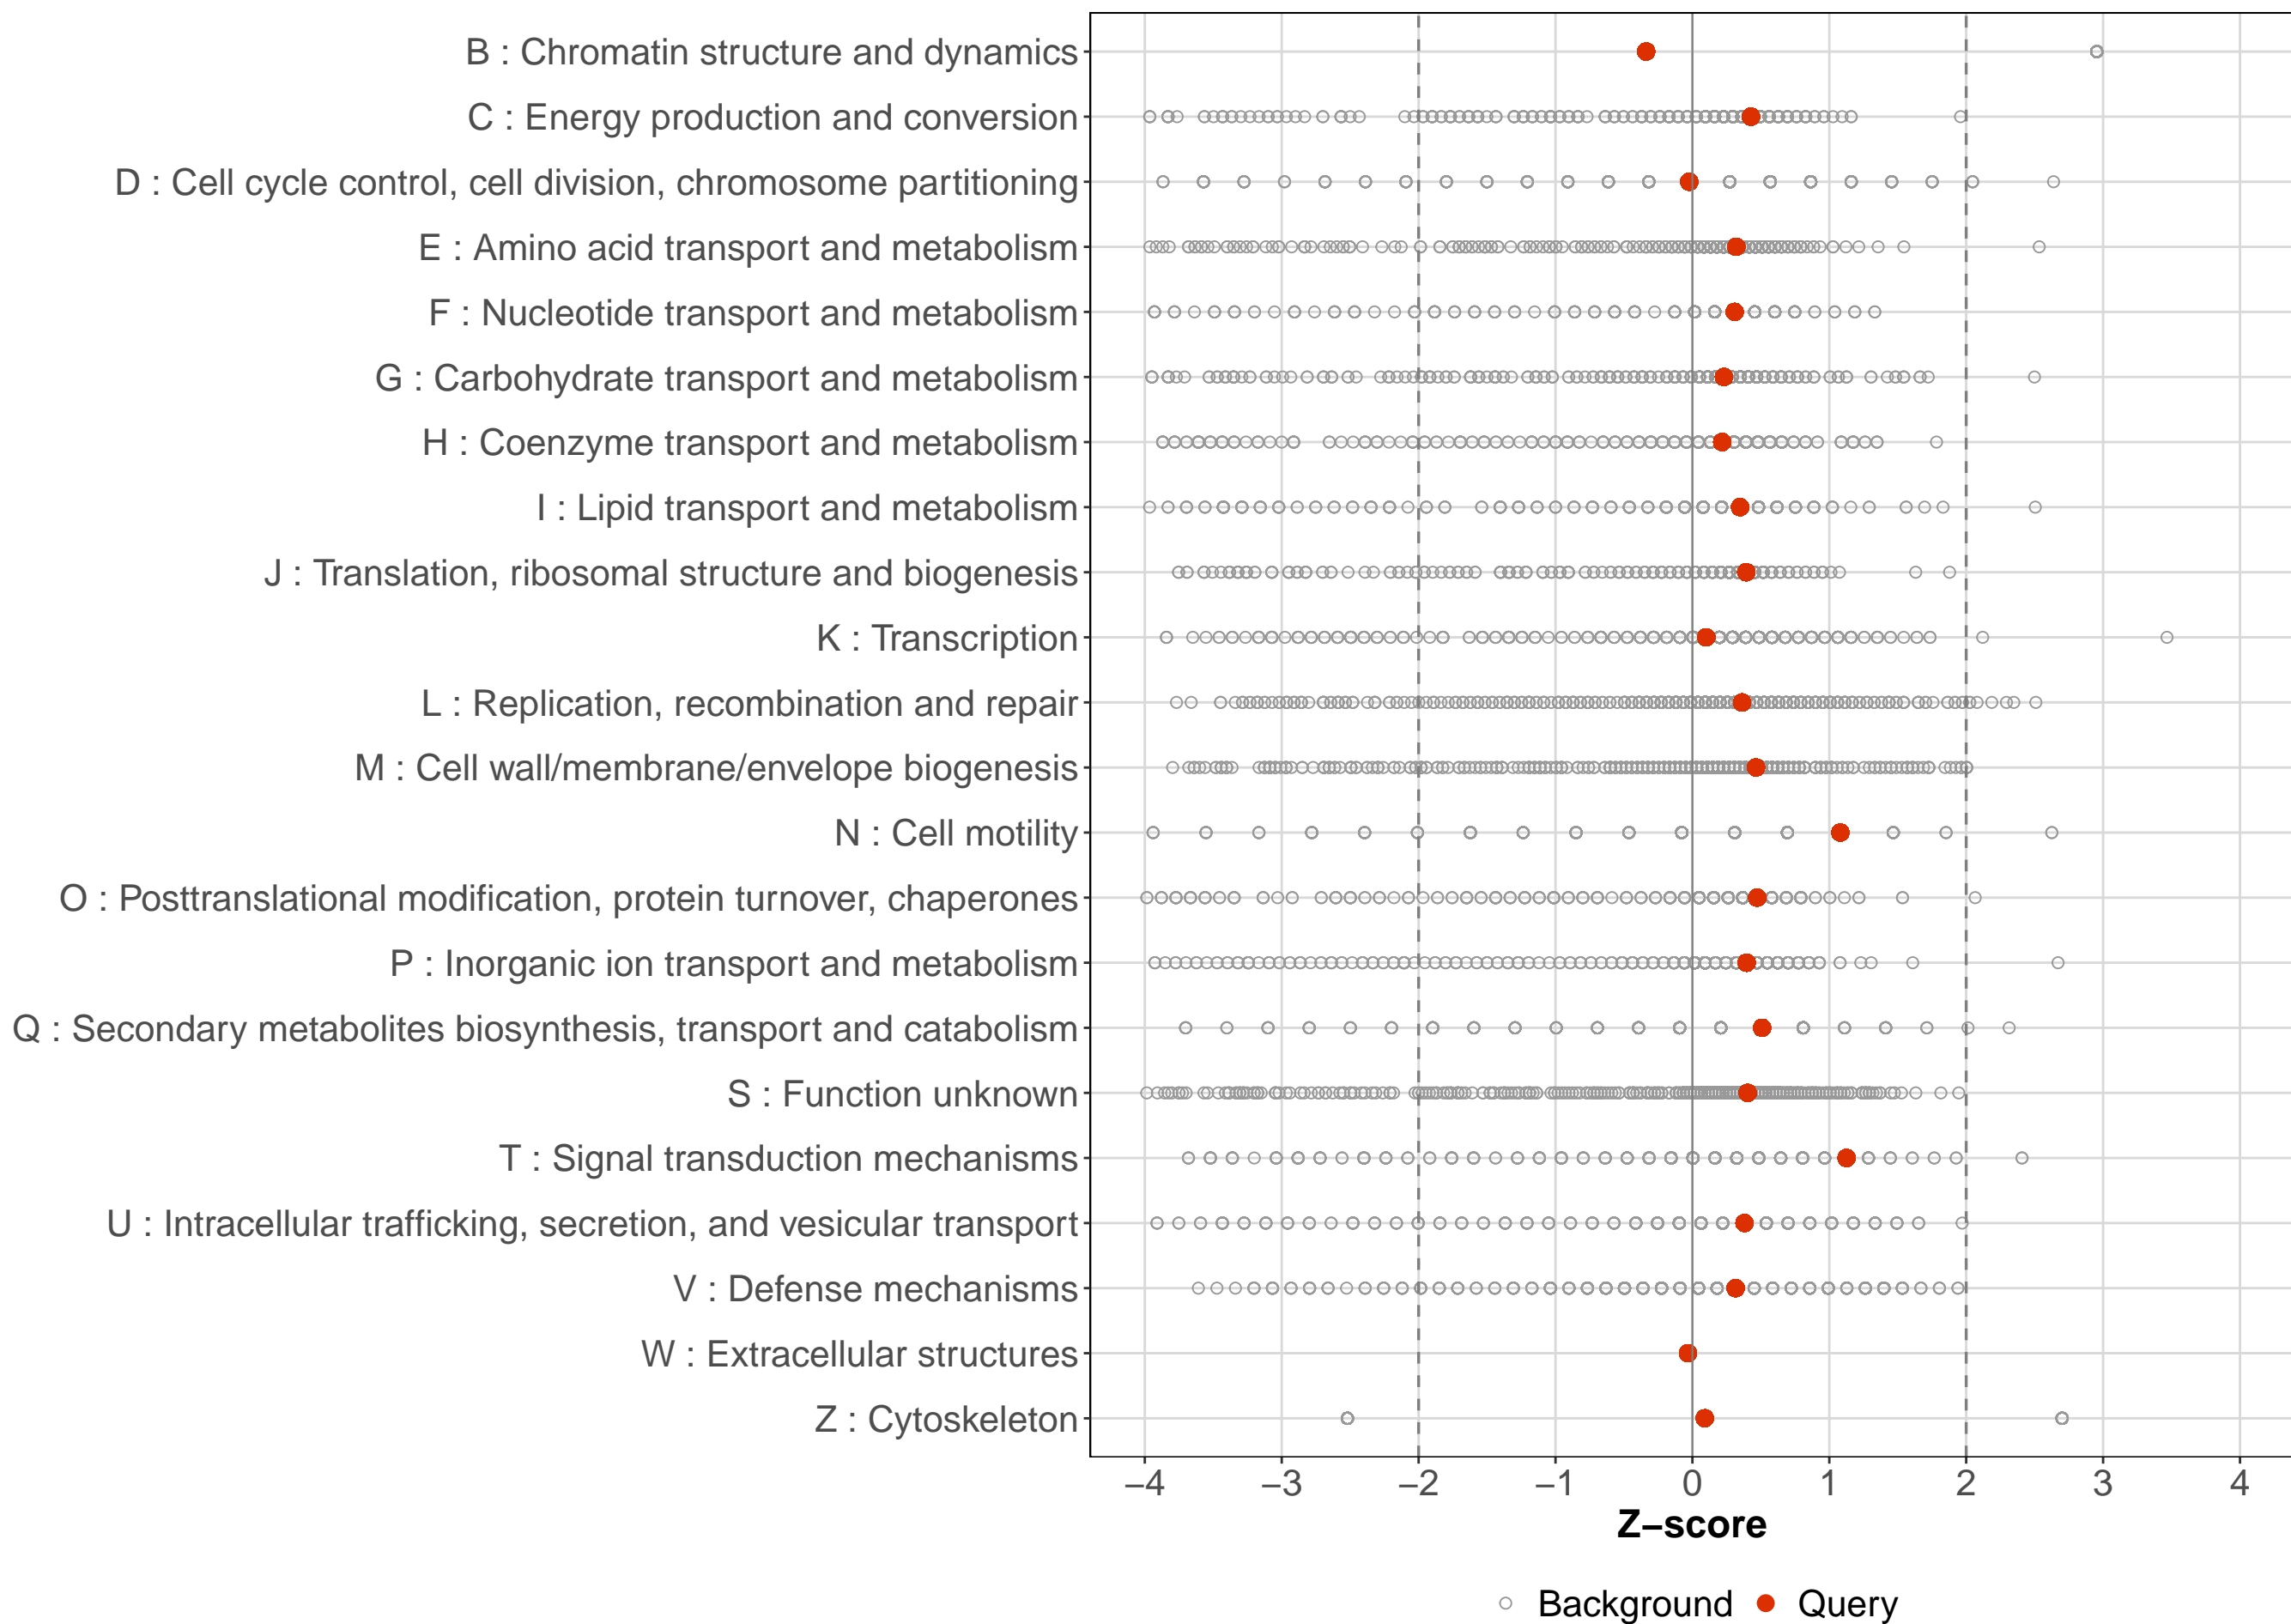 B : Chromatin structure and dynamics
C : Energy production and conversion
D : Cell cycle control, cell division, chromosome partitioning
E : Amino acid transport and metabolism
F : Nucleotide transport and metabolism
G : Carbohydrate transport and metabolism
H : Coenzyme transport and metabolism
I : Lipid transport and metabolism
J : Translation, ribosomal structure and biogenesis
K : Transcription
L : Replication, recombination and repair
M : Cell wall/membrane/envelope biogenesis
N : Cell motility
O : Posttranslational modification, protein turnover, chaperones
P : Inorganic ion transport and metabolism
Q : Secondary metabolites biosynthesis, transport and catabolism
S : Function unknown
T : Signal transduction mechanisms
U : Intracellular trafficking, secretion, and vesicular transport
V : Defense mechanisms
W : Extracellular structures
Z : Cytoskeleton
−4 −3 −2 −1 0 1 2 3 4
Z−score
Background Query